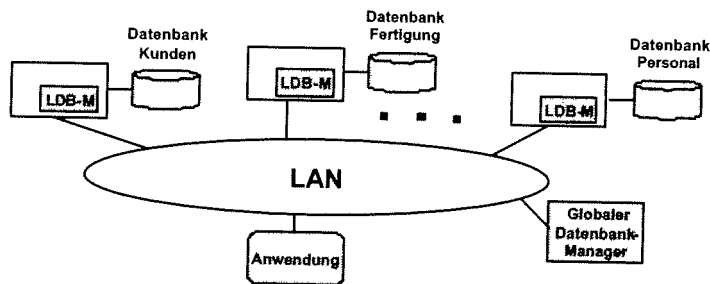 Datenbank
Kunden
Datenbank
Fertigung
Datenbank
Personal
LDB-M
LDB-M
LDB-M
LAN
Globaler
Datenbank-
Manager
Anwendung